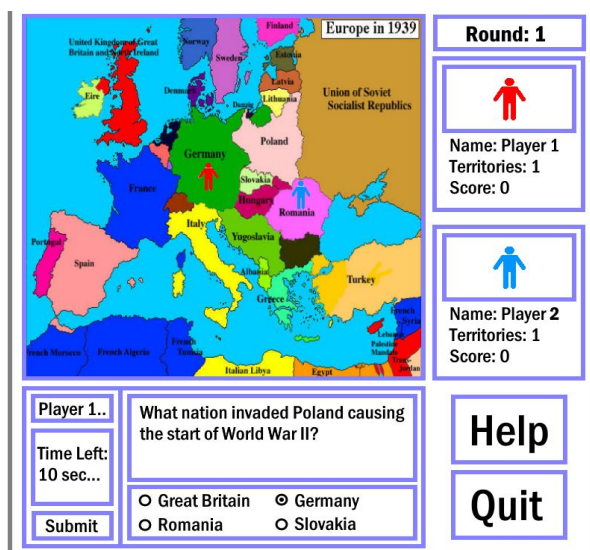 Europe in 1939
Round: 1
United Kingdom of Great
Britain and Northern Ireland
Norway
Sweden
Finland
Estonia
Latvia
Lithuania
Eire
Denmark
Danzig
Union of Soviet
Socialist Republics
Germany
Poland
Slovakia
France
Hungary
Romania
Italy
Yugoslavia
Portugal
Spain
Albania
Greece
Turkey
French
Syria
Lebanon
Palestine
Mandate
Trans-
Jordan
French Morocco
French Algeria
French
Tunisia
Italian Libya
Egypt
Name: Player 1
Territories: 1
Score: 0
Name: Player 2
Territories: 1
Score: 0
Player 1..
Time Left:
10 sec...
Submit
What nation invaded Poland causing
the start of World War II?
Great Britain
Germany
Romania
Slovakia
Help
Quit